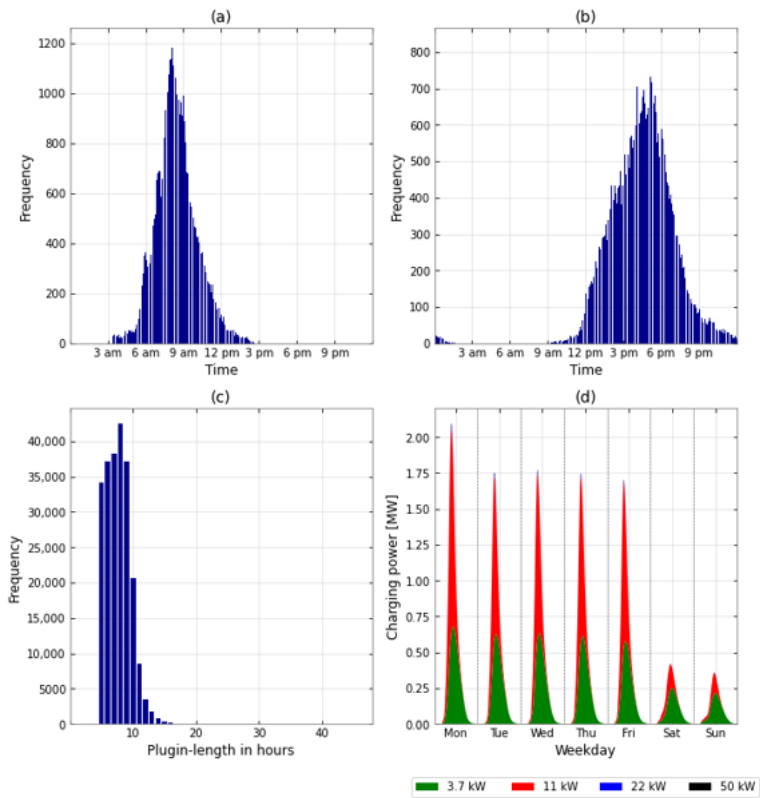 (a)
1200
1000
800
600
400
200
0
Frequency
3 am 6 am 9 am 12 pm 3 pm 6 pm 9 pm
Time
(b)
800
700
600
500
400
300
200
100
0
Frequency
3 am 6 am 9 am 12 pm 3 pm 6 pm 9 pm
Time
(c)
40,000
35,000
30,000
25,000
20,000
15,000
10,000
5000
0
Frequency
10 20 30 40
Plugin-length in hours
(d)
2.00
1.75
1.50
1.25
1.00
0.75
0.50
0.25
0.00
Charging power [MW]
Mon Tue Wed Thu Fri Sat Sun
Weekday
3.7 kW 11 kW 22 kW 50 kW